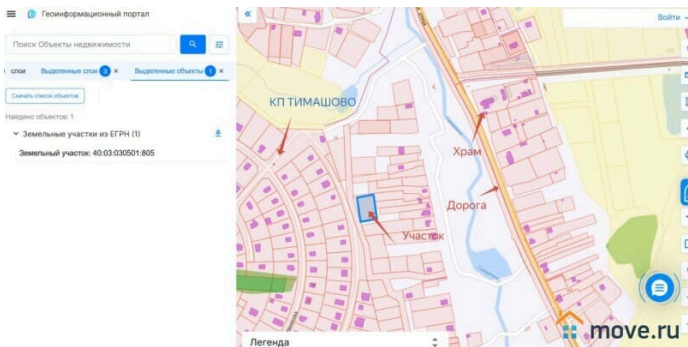 Геоинформационный портал
Поиск Объекты недвижимости
слои
Выделенные слои 3 ×
Выделенные объекты 1 ×
Скачать список объектов
Найдено объектов: 1
Земельные участки из ЕГРН (1)
Земельный участок: 40:03:030501:805
Войти
КП ТИМАШОВО
Храм
Дорога
Участок
Легенда
move.ru